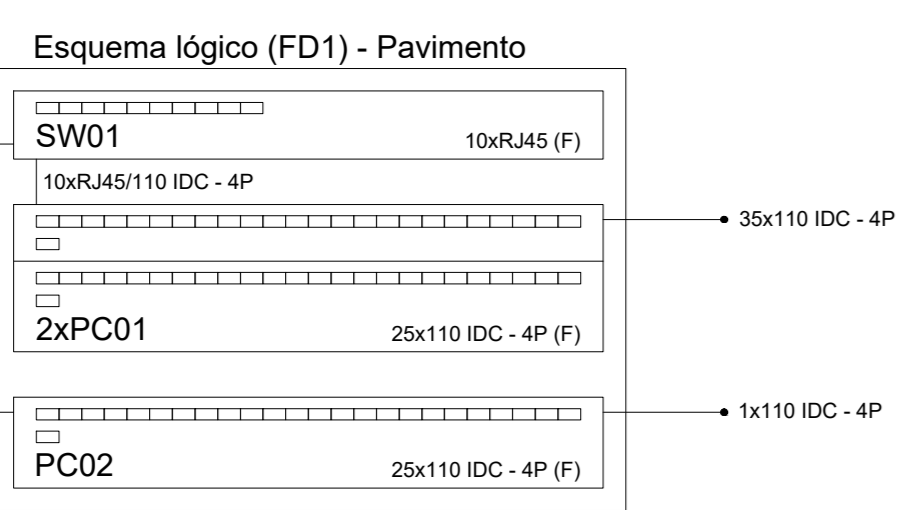 Esquema lógico (FD1) - Pavimento
SW01
10xRJ45 (F)
10xRJ45/110 IDC - 4P
35x110 IDC - 4P
2xPC01
25x110 IDC - 4P (F)
1x110 IDC - 4P
PC02
25x110 IDC - 4P (F)